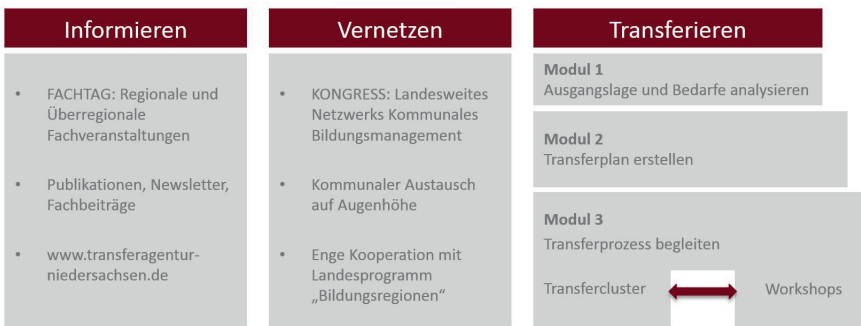 Informieren
• FACHTAG: Regionale und
Überregionale
Fachveranstaltungen
• Publikationen, Newsletter,
Fachbeiträge
• www.transferagentur-
niedersachsen.de
Vernetzen
• KONGRESS: Landesweites
Netzwerks Kommunales
Bildungsmanagement
• Kommunaler Austausch
auf Augenhöhe
• Enge Kooperation mit
Landesprogramm
„Bildungsregionen“
Transferieren
Modul 1
Ausgangslage und Bedarfe analysieren
Modul 2
Transferplan erstellen
Modul 3
Transferprozess begleiten
Transfercluster Workshops